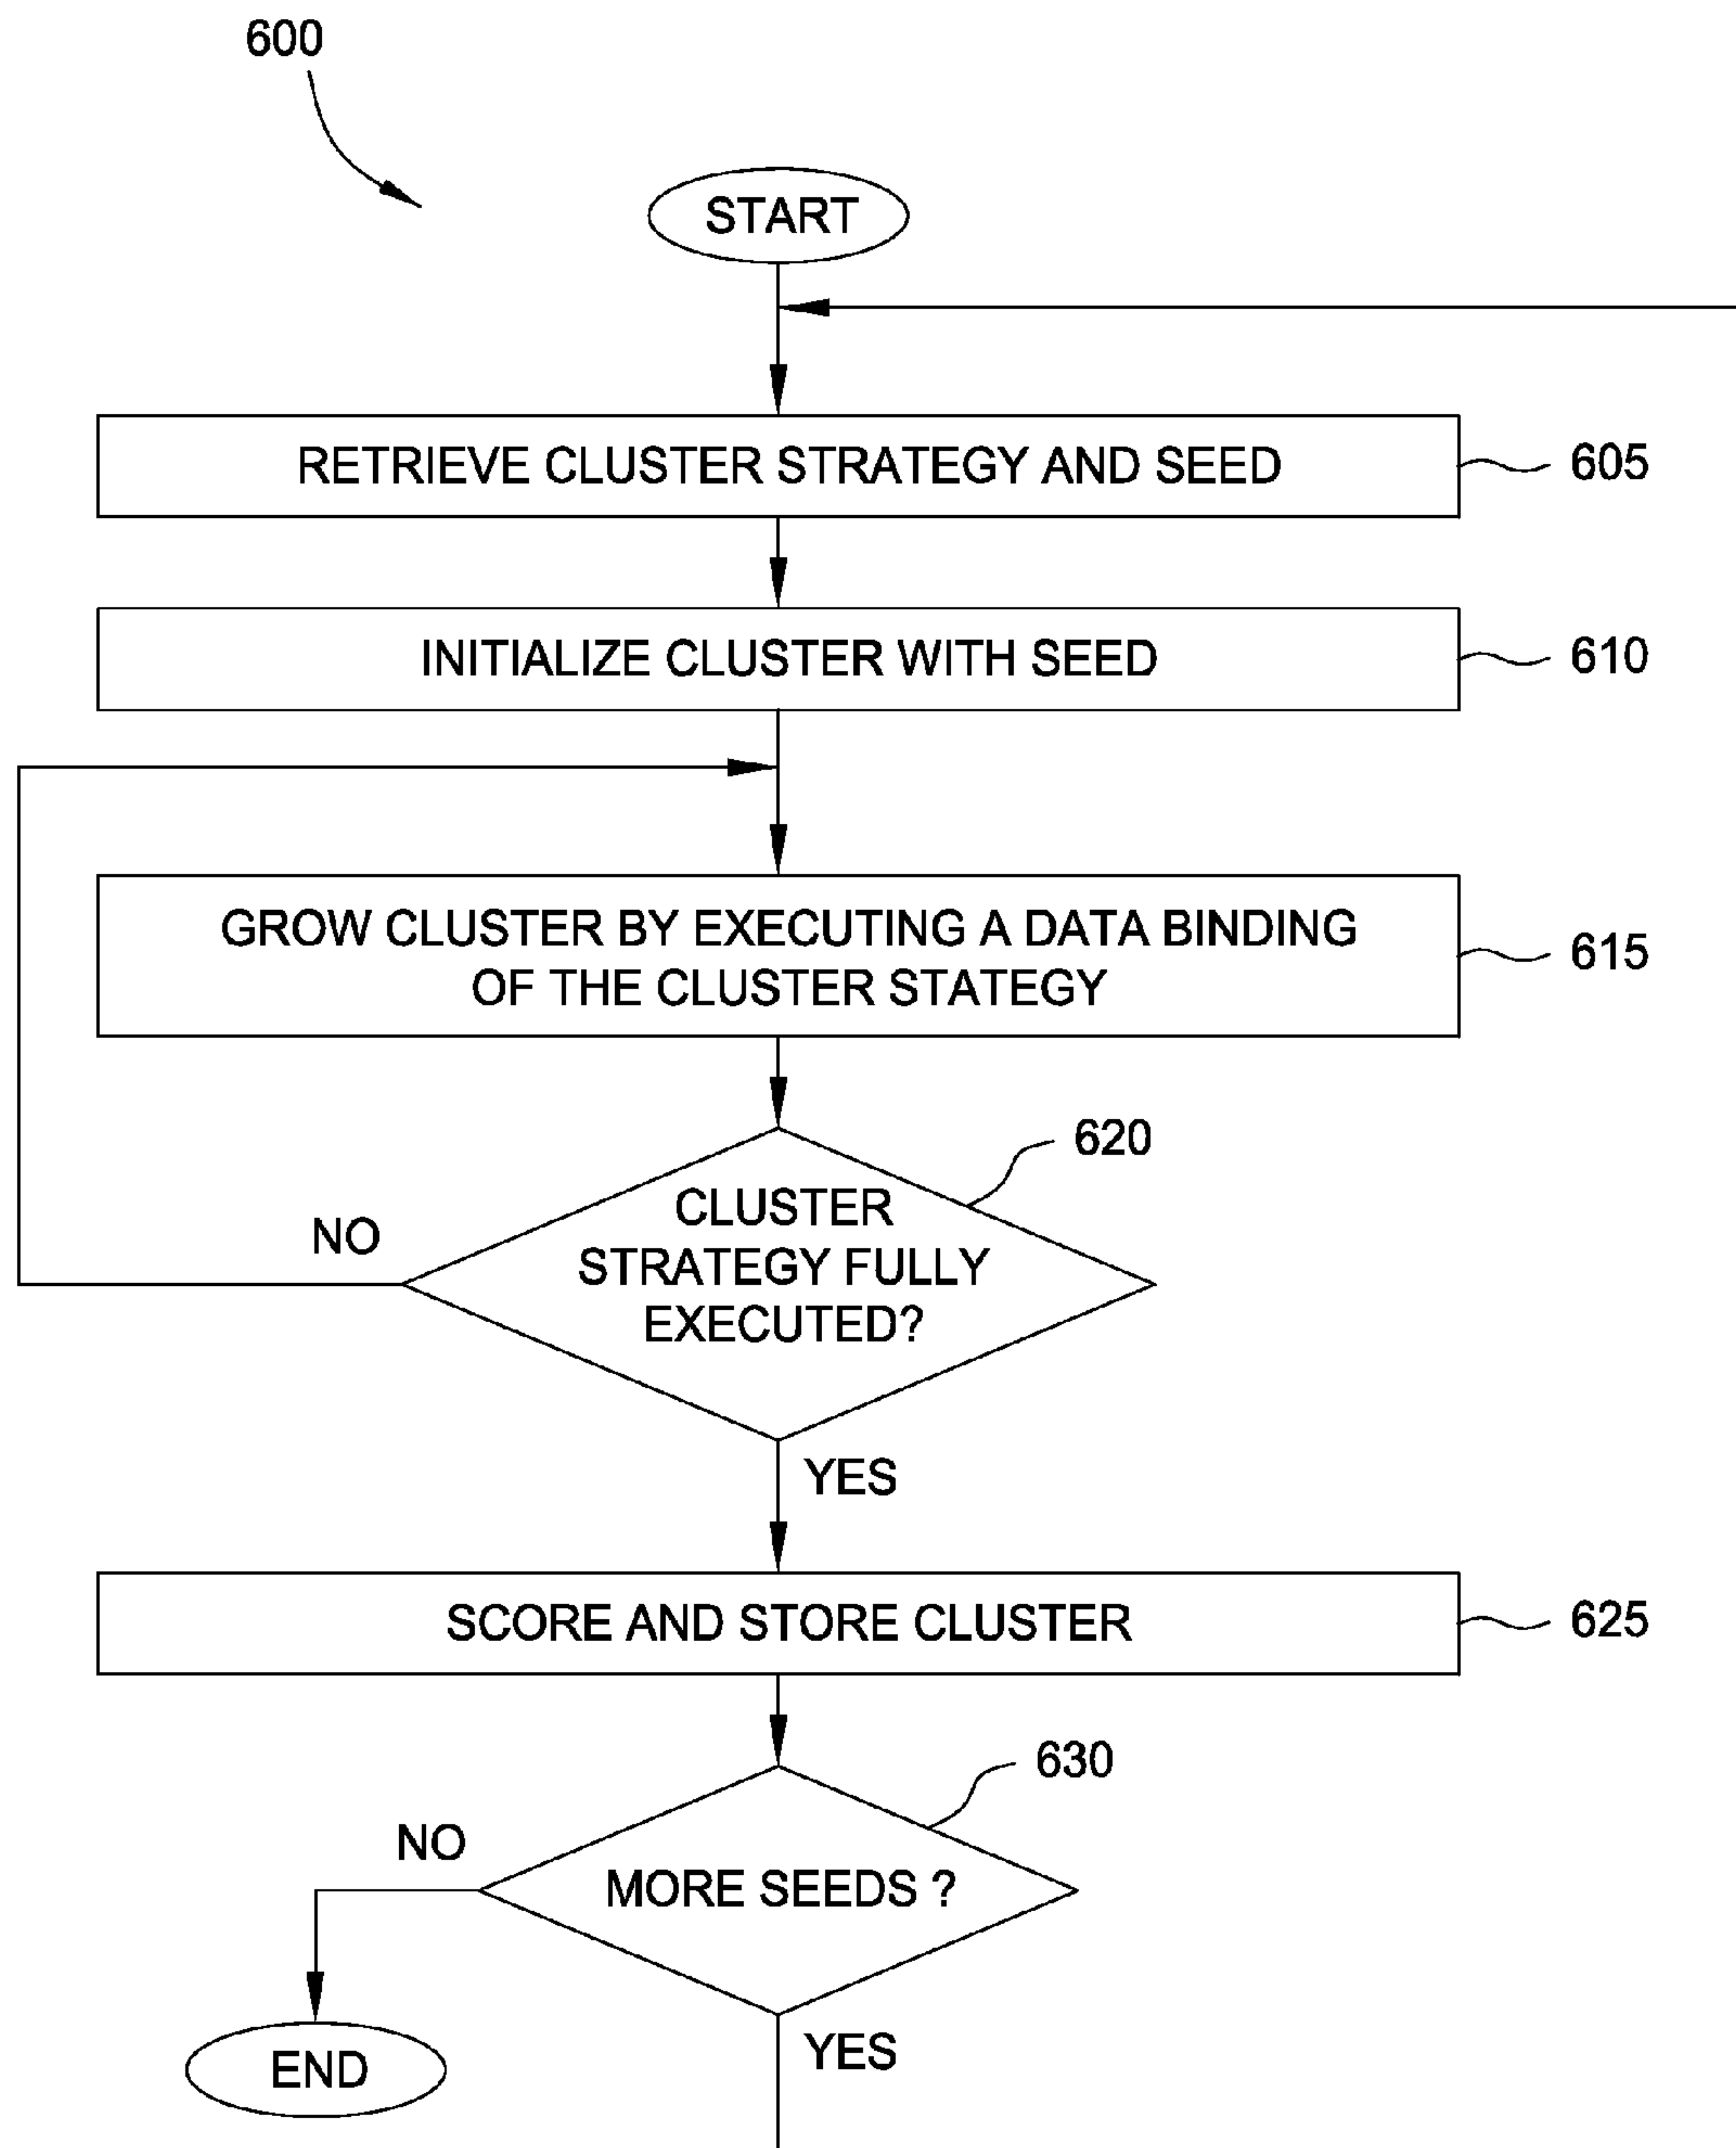 600
START
RETRIEVE CLUSTER STRATEGY AND SEED
605
INITIALIZE CLUSTER WITH SEED
610
GROW CLUSTER BY EXECUTING A DATA BINDING
OF THE CLUSTER STATEGY
615
620
CLUSTER
STRATEGY FULLY
EXECUTED?
NO
YES
SCORE AND STORE CLUSTER
625
630
MORE SEEDS ?
NO
YES
END